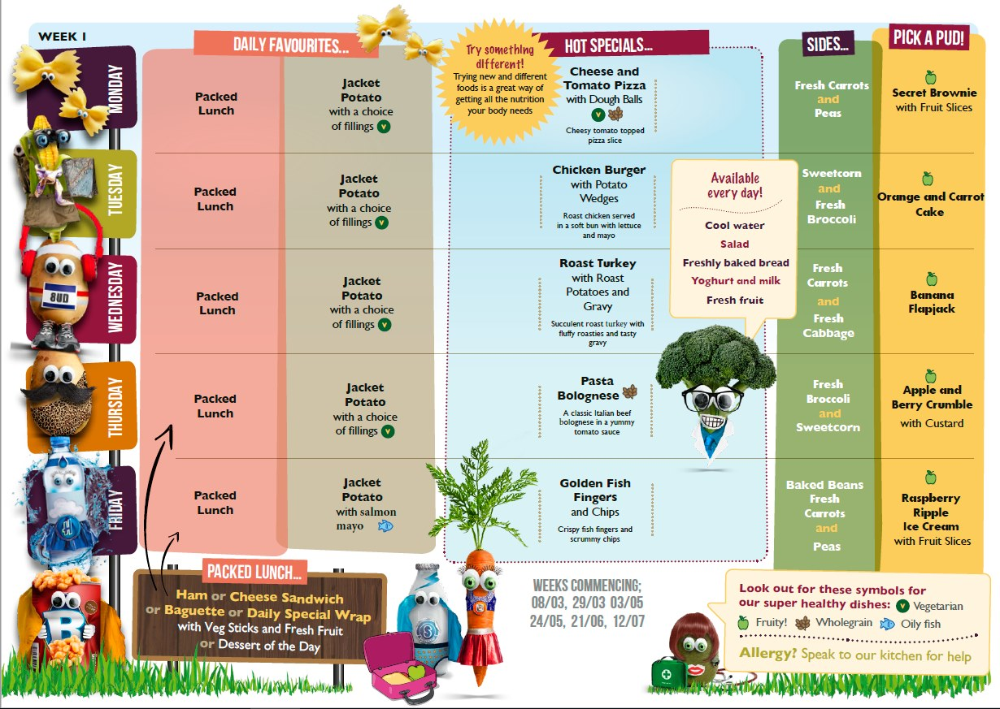 WEEK 1
DAILY FAVOURITES...
Try something
different!
Trying new and different
foods is a great way of
getting all the nutrition
your body needs
HOT SPECIALS...
SIDES...
PICK A PUD!
MONDAY
Packed
Lunch
Jacket
Potato
with a choice
of fillings V
Cheese and
Tomato Pizza
with Dough Balls
V
Cheesy tomato topped
pizza slice
Fresh Carrots
and
Peas
Secret Brownie
with Fruit Slices
TUESDAY
Packed
Lunch
Jacket
Potato
with a choice
of fillings V
Chicken Burger
with Potato
Wedges
Roast chicken served
in a soft bun with lettuce
and mayo
Sweetcorn
and
Fresh
Broccoli
Orange and Carrot
Cake
Available
every day!
Cool water
Salad
Freshly baked bread
Yoghurt and milk
Fresh fruit
WEDNESDAY
8UD
Packed
Lunch
Jacket
Potato
with a choice
of fillings V
Roast Turkey
with Roast
Potatoes and
Gravy
Succulent roast turkey with
fluffy roasties and tasty
gravy
Fresh
Carrots
and
Fresh
Cabbage
Banana
Flapjack
THURSDAY
Packed
Lunch
Jacket
Potato
with a choice
of fillings V
Pasta
Bolognese
A classic Italian beef
bolognese in a yummy
tomato sauce
Fresh
Broccoli
and
Sweetcorn
Apple and
Berry Crumble
with Custard
FRIDAY
Packed
Lunch
Jacket
Potato
with salmon
mayo
Golden Fish
Fingers
and Chips
Crispy fish fingers and
scrummy chips
Baked Beans
Fresh
Carrots
and
Peas
Raspberry
Ripple
Ice Cream
with Fruit Slices
B
PACKED LUNCH...
Ham or Cheese Sandwich
or Baguette or Daily Special Wrap
with Veg Sticks and Fresh Fruit
or Dessert of the Day
S
WEEKS COMMENCING;
08/03, 29/03 03/05
24/05, 21/06, 12/07
Look out for these symbols for
our super healthy dishes: V Vegetarian
Fruity! Wholegrain Oily fish
Allergy? Speak to our kitchen for help